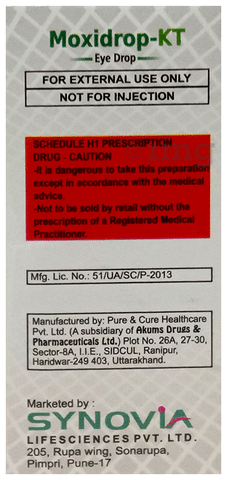 Moxidrop-KT
Eye Drop
FOR EXTERNAL USE ONLY
NOT FOR INJECTION
SCHEDULE H1 PRESCRIPTION
DRUG - CAUTION
-It is dangerous to take this preparation
except in accordance with the medical
advice.
-Not to be sold by retail without the
prescription of a Registered Medical
Practitioner.
Mfg. Lic. No.: 51/UA/SC/P-2013
Manufactured by: Pure & Cure Healthcare
Pvt. Ltd. (A subsidiary of Akums Drugs &
Pharmaceuticals Ltd.) Plot No. 26A, 27-30,
Sector-8A, I.I.E., SIDCUL, Ranipur,
Haridwar-249 403, Uttarakhand.
Marketed by :
SYNOVIA
LIFESCIENCES PVT. LTD.
205, Rupa wing, Sonarupa,
Pimpri, Pune-17